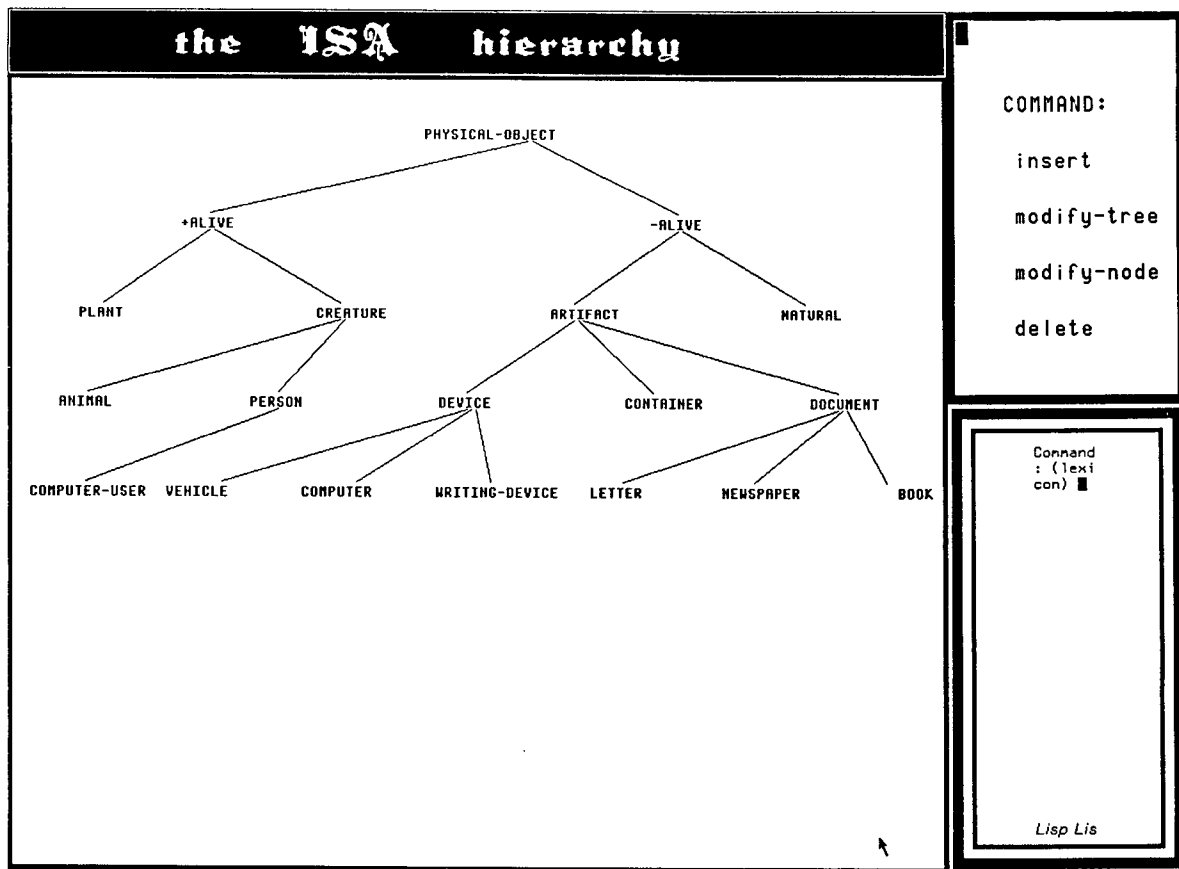 the ISA hierarchy
PHYSICAL-OBJECT
+ALIVE -ALIVE
PLANT CREATURE ARTIFACT NATURAL
ANIMAL PERSON DEVICE CONTAINER DOCUMENT
COMPUTER-USER VEHICLE COMPUTER WRITING-DEVICE LETTER NEWSPAPER BOOK
COMMAND:
insert
modify-tree
modify-node
delete
Command
: (lexi
con)
Lisp Lis